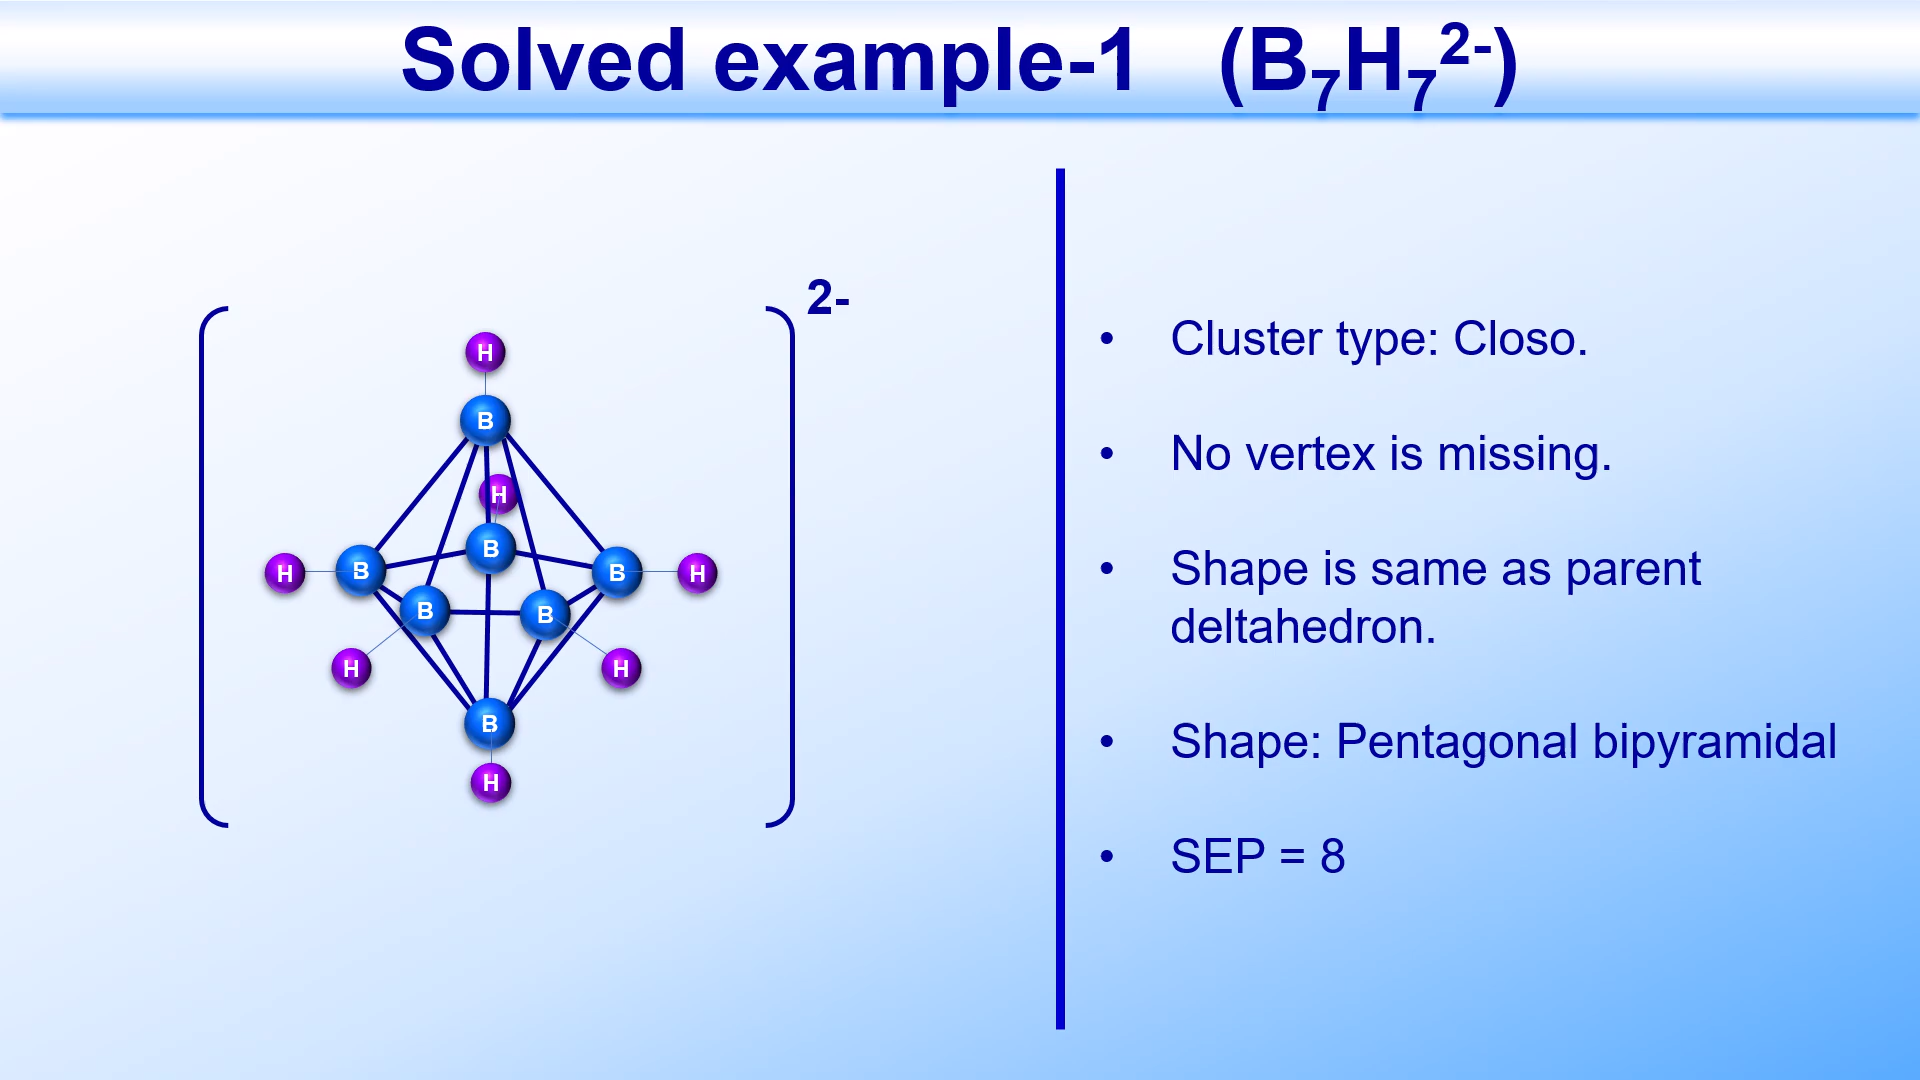 Solved example-1 (B₇H₇²⁻)
2-
H
B
H
B
H B B H
B B
H H
B
H
• Cluster type: Closo.
• No vertex is missing.
• Shape is same as parent
deltahedron.
• Shape: Pentagonal bipyramidal
• SEP = 8